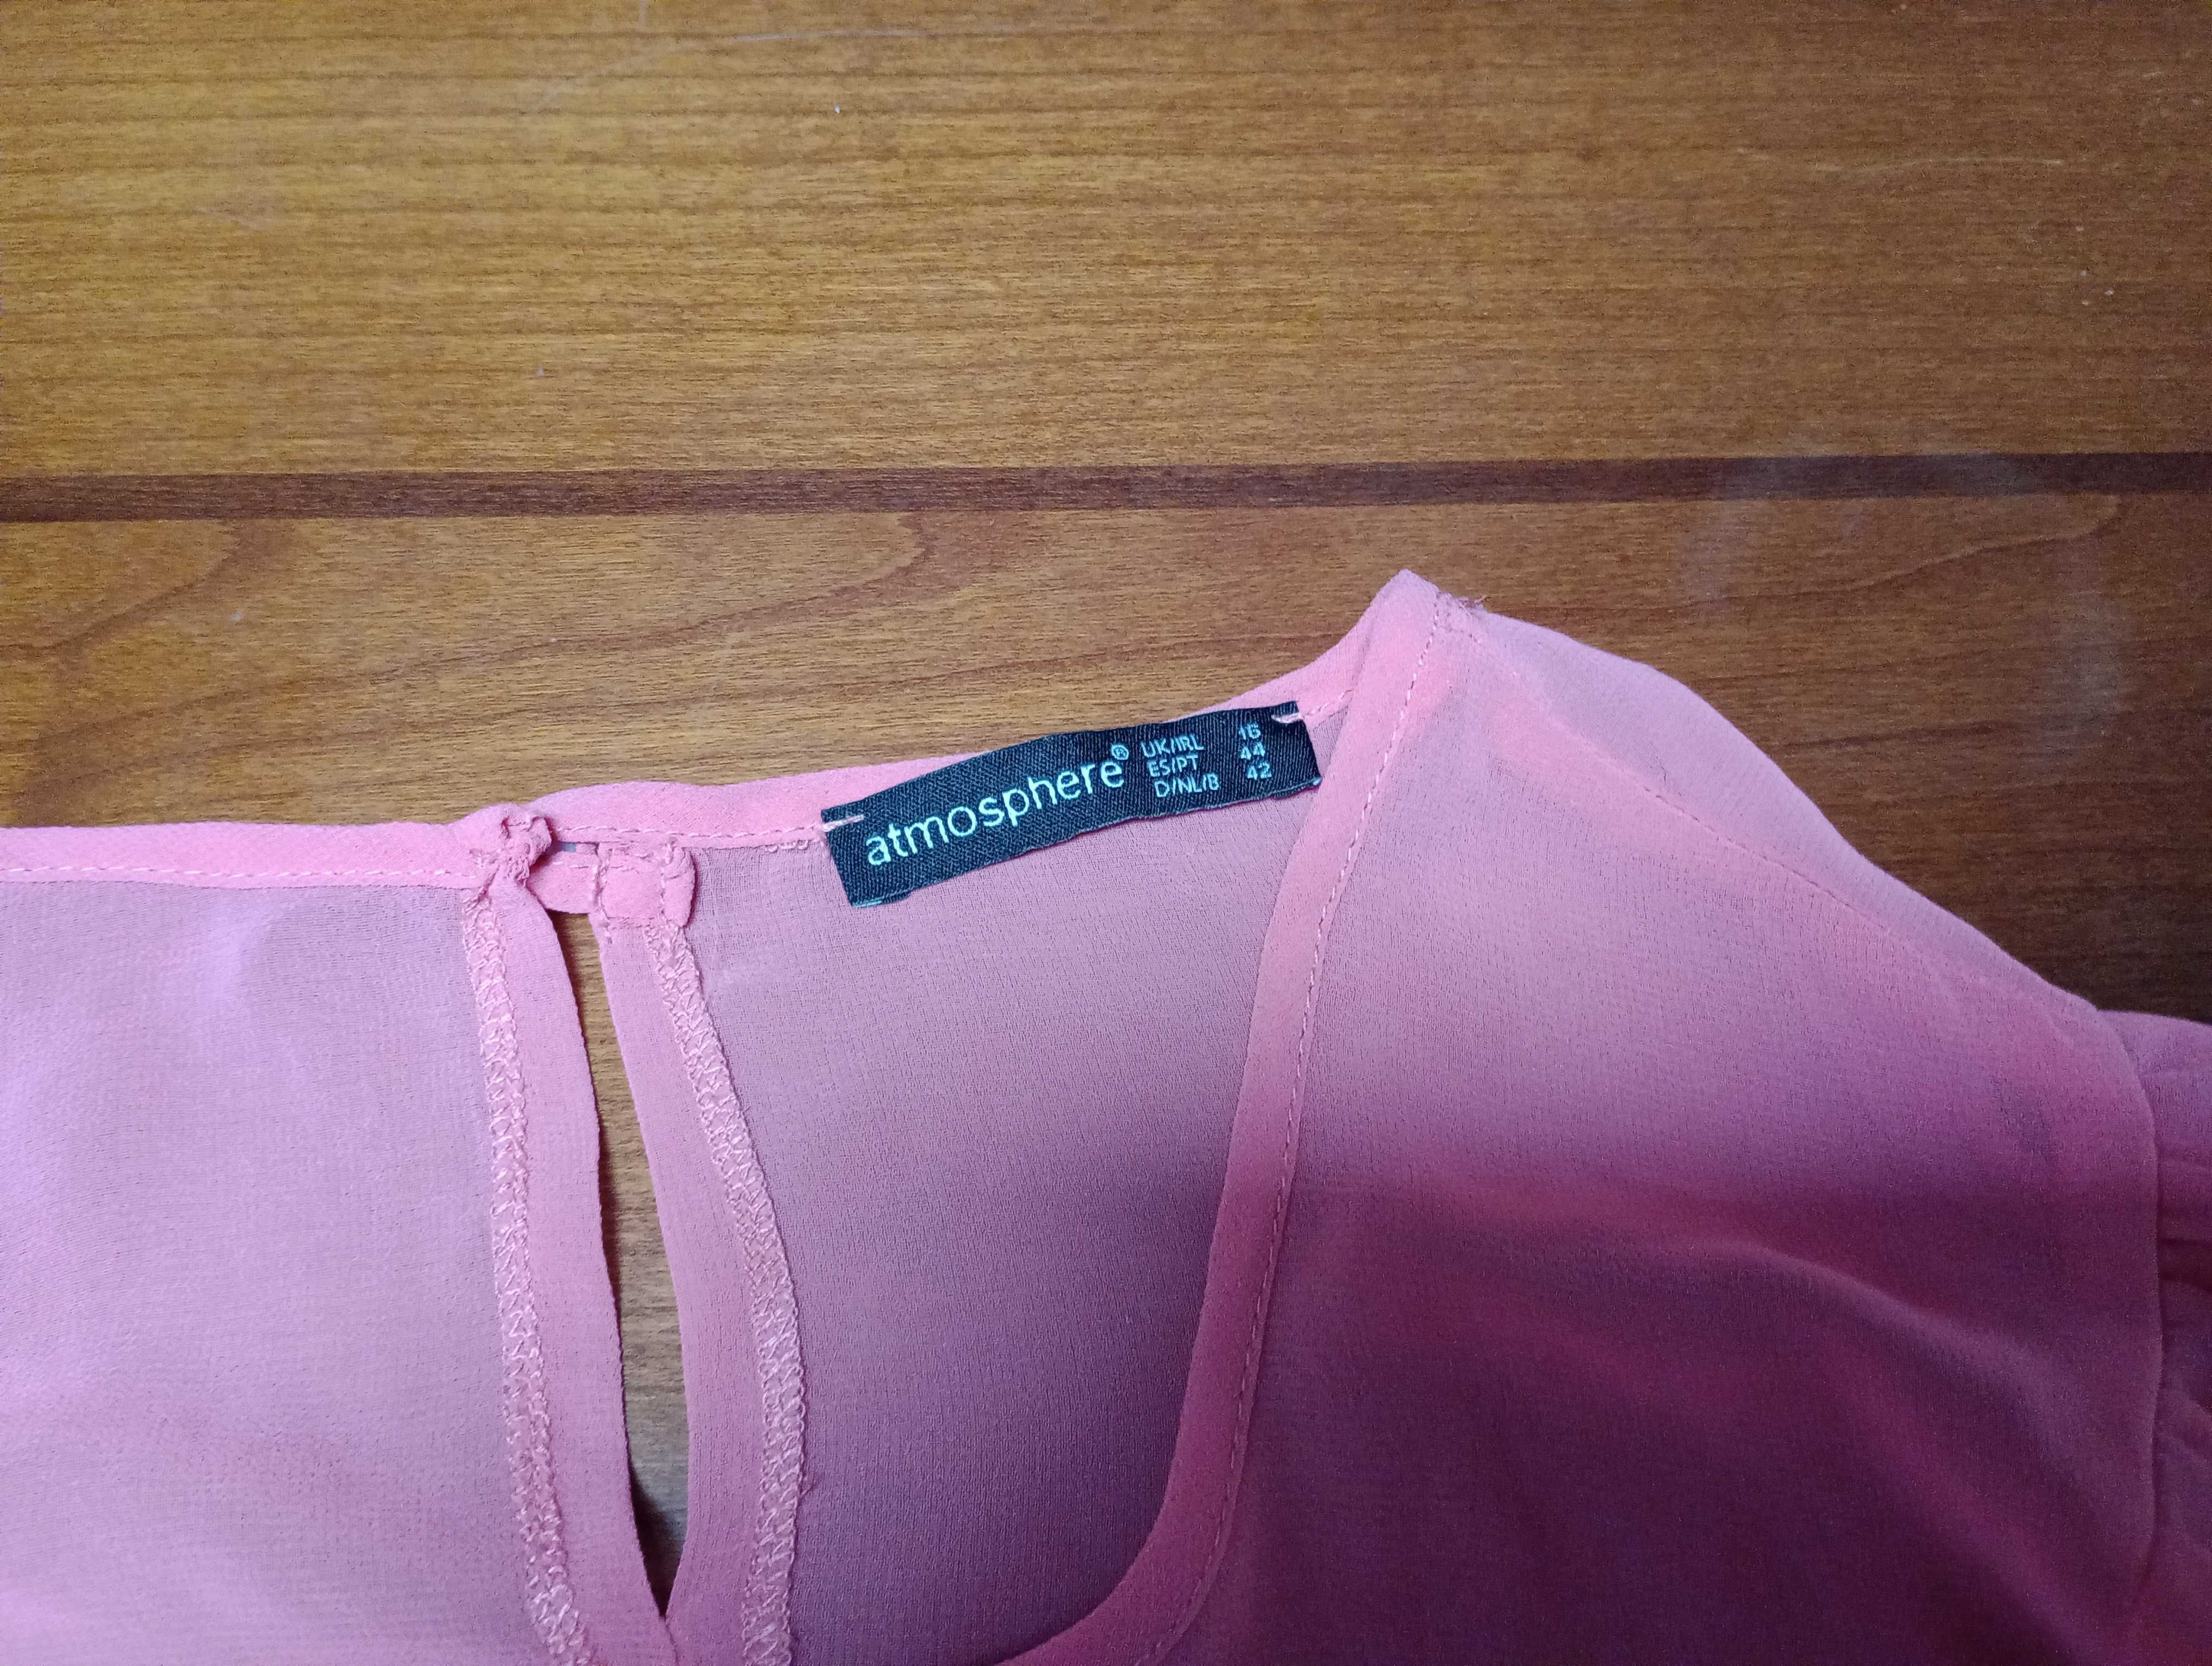 atmosphere®
UK/IRL 16
ES/PT 44
D/NL/B 42